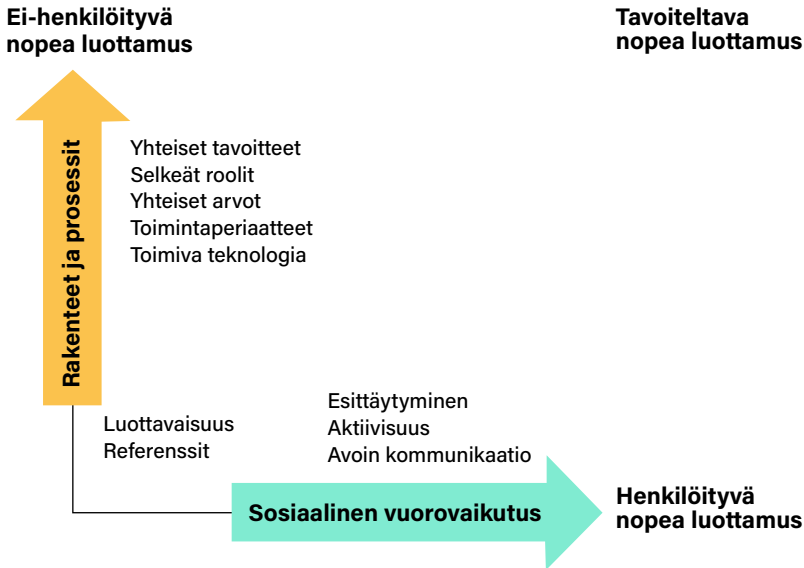 Ei-henkilöityvä
nopea luottamus
Tavoiteltava
nopea luottamus
Rakenteet ja prosessit
Yhteiset tavoitteet
Selkeät roolit
Yhteiset arvot
Toimintaperiaatteet
Toimiva teknologia
Luottavaisuus
Referenssit
Esittäytyminen
Aktiivisuus
Avoin kommunikaatio
Sosiaalinen vuorovaikutus
Henkilöityvä
nopea luottamus